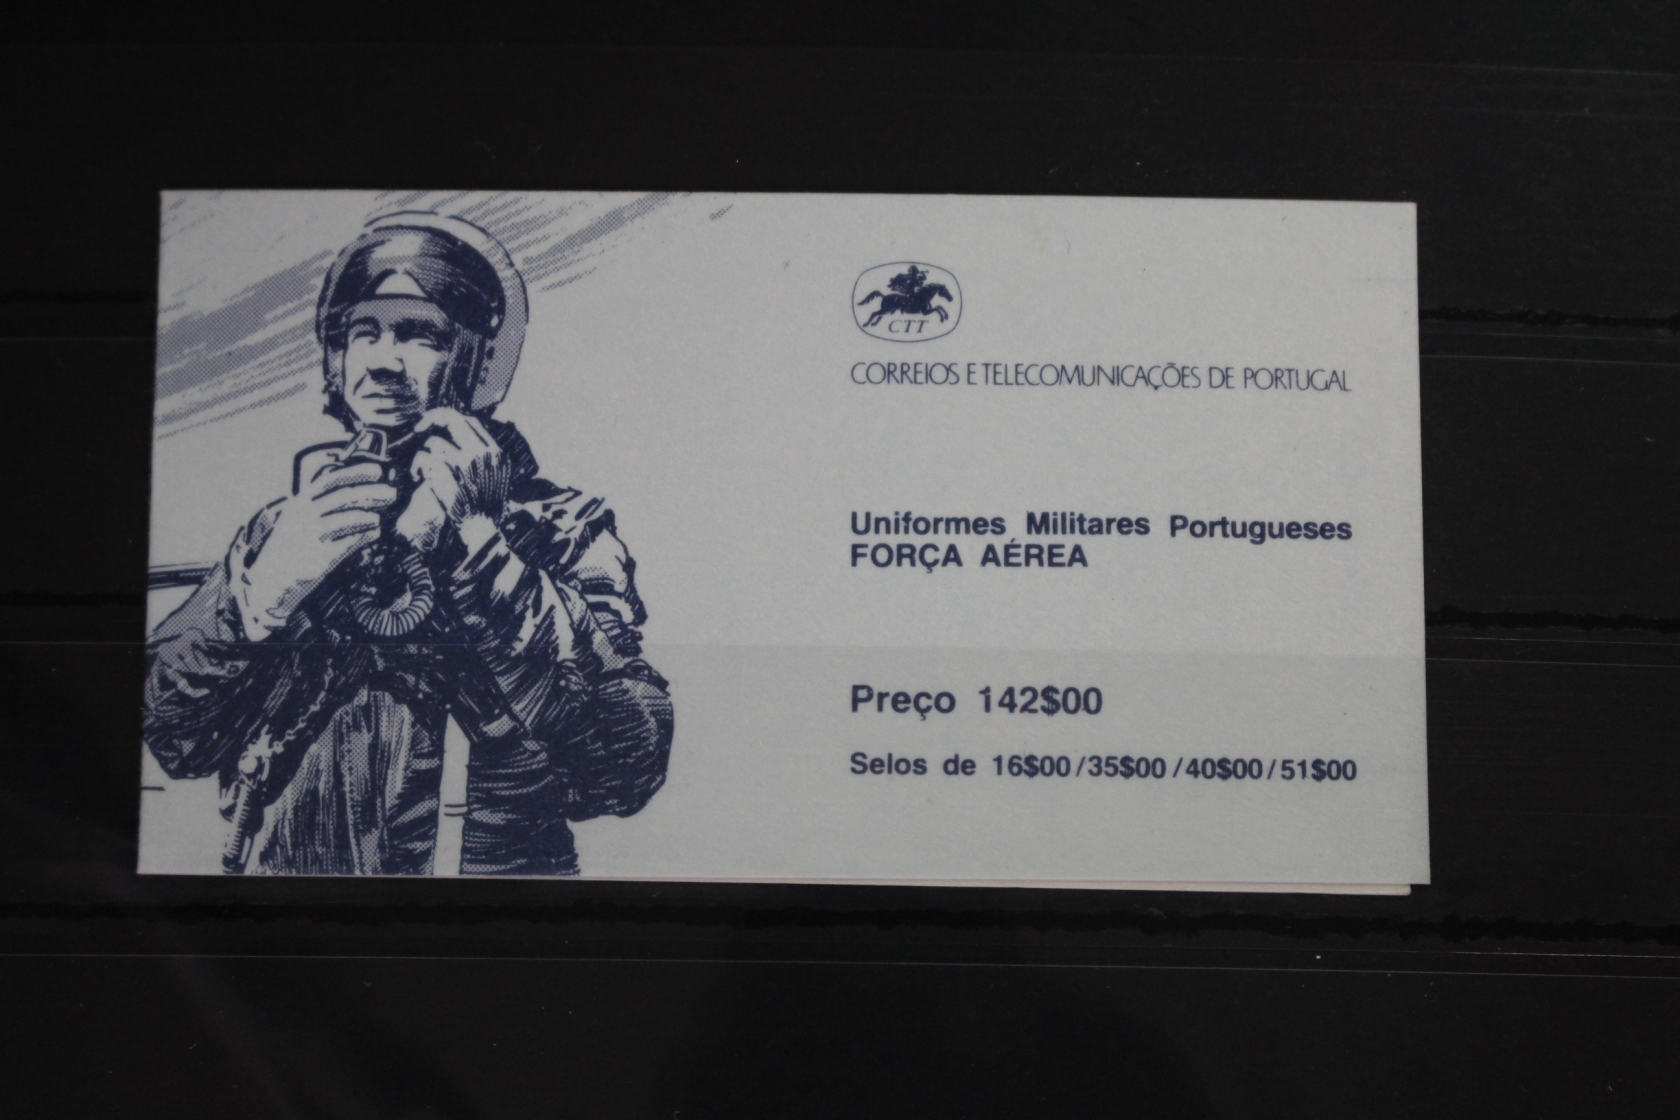 CTT
CORREIOS E TELECOMUNICAÇÕES DE PORTUGAL
Uniformes Militares Portugueses
FORÇA AÉREA
Preço 142$00
Selos de 16$00/35$00/40$00/51$00